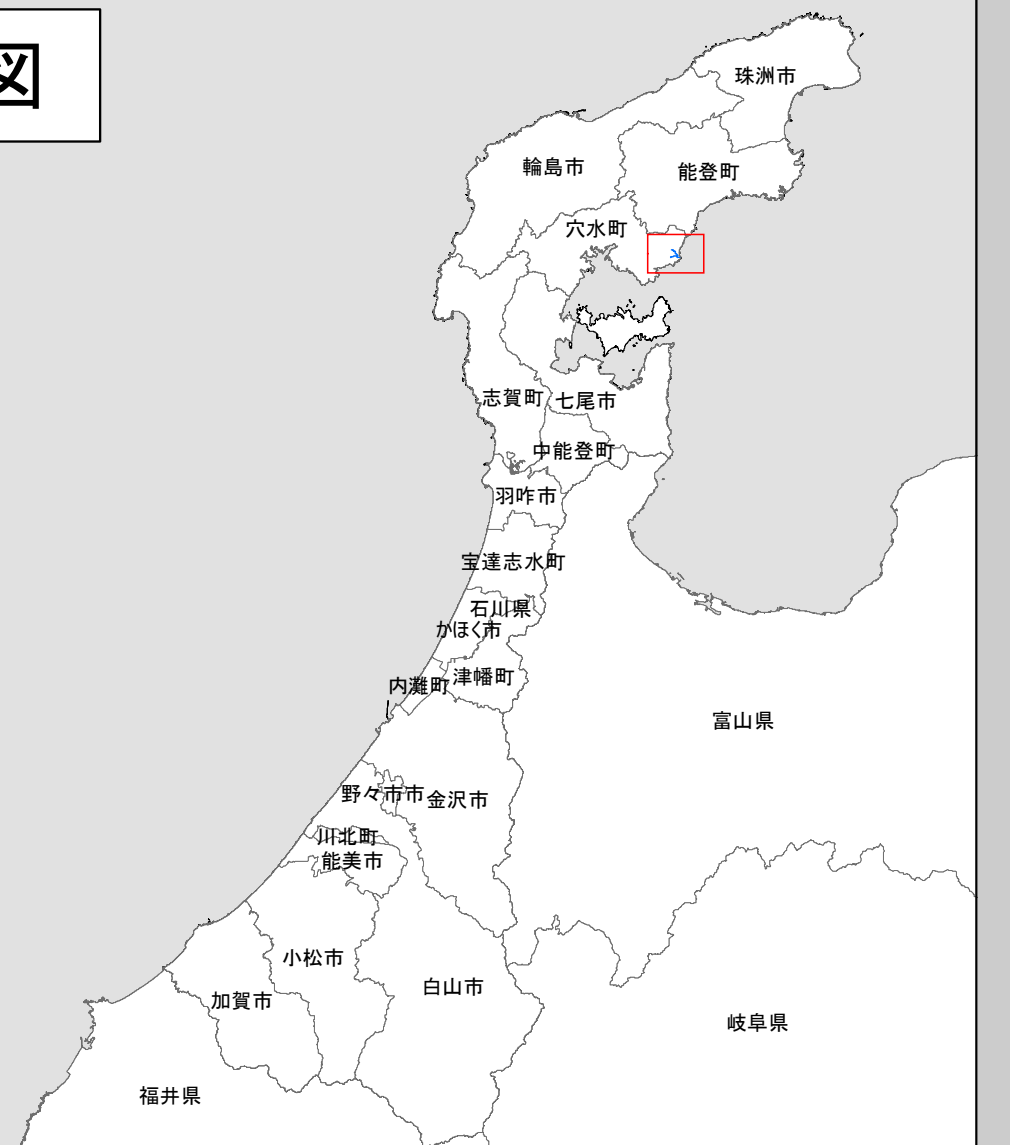 図
珠洲市
輪島市
能登町
穴水町
志賀町
七尾市
中能登町
羽咋市
宝達志水町
石川県
かほく市
津幡町
内灘町
富山県
野々市市
金沢市
川北町
能美市
小松市
白山市
加賀市
岐阜県
福井県